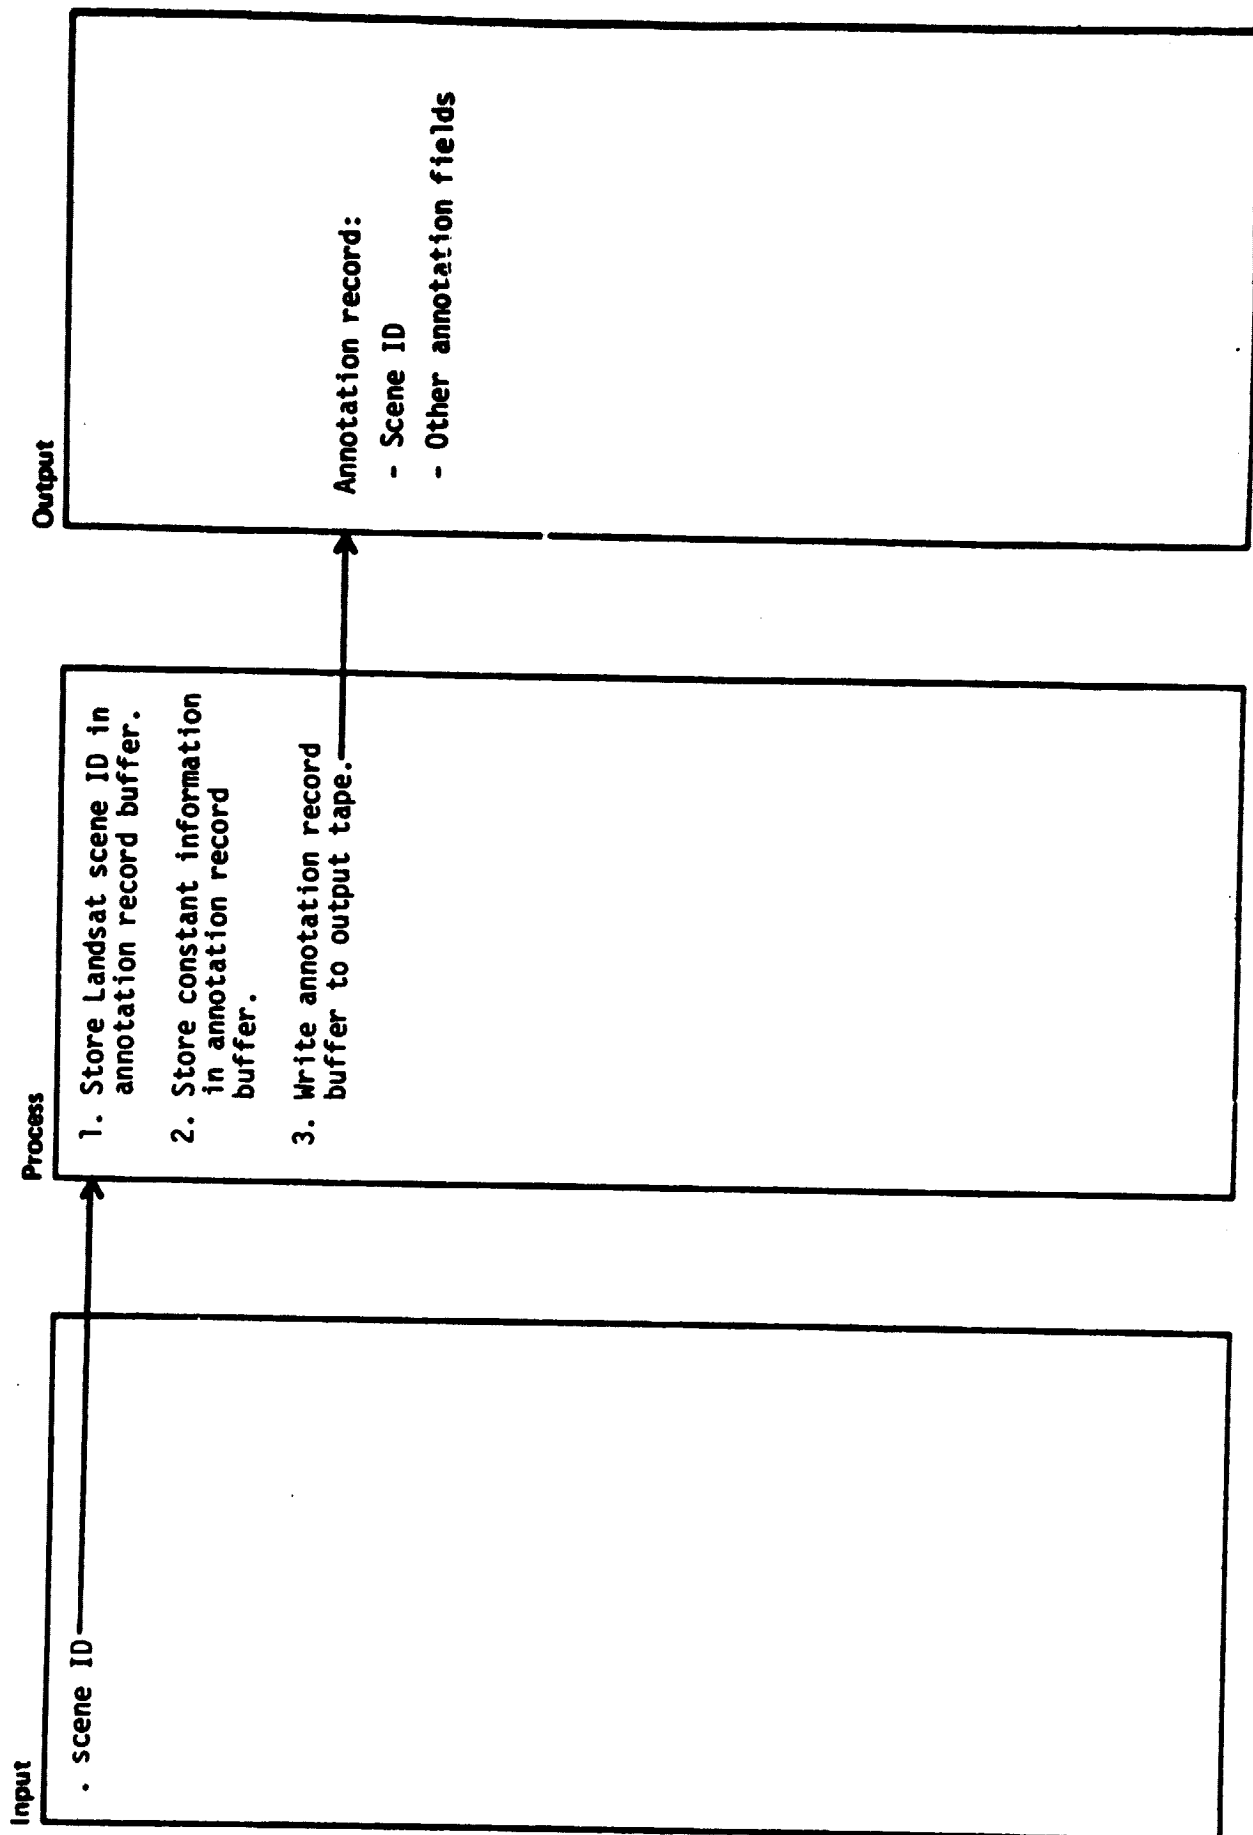 Input
. scene ID
Process
1. Store Landsat scene ID in
annotation record buffer.
2. Store constant information
in annotation record
buffer.
3. Write annotation record
buffer to output tape.
Output
Annotation record:
- Scene ID
- Other annotation fields